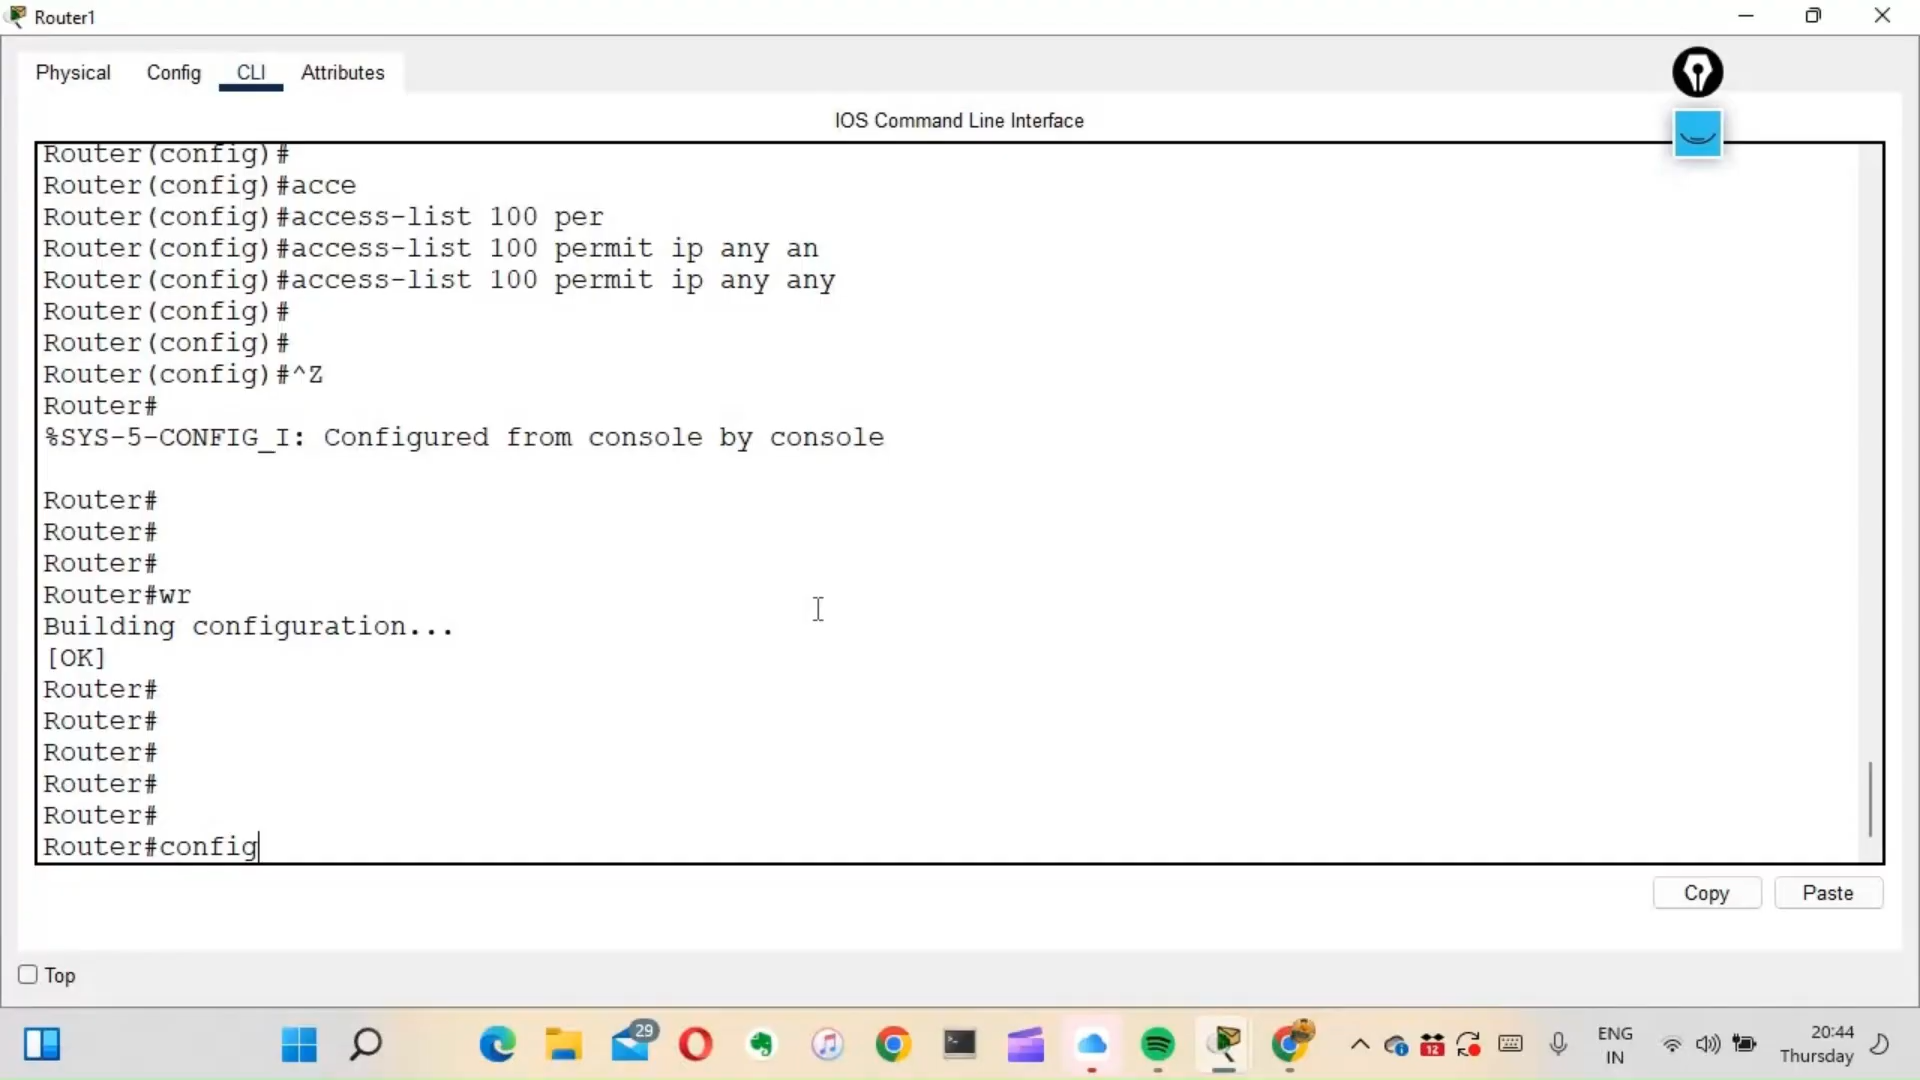 Router1
Physical Config CLI Attributes
IOS Command Line Interface
Router(config)#
Router(config)#acce
Router(config)#access-list 100 per
Router(config)#access-list 100 permit ip any an
Router(config)#access-list 100 permit ip any any
Router(config)#
Router(config)#
Router(config)#^Z
Router#
%SYS-5-CONFIG_I: Configured from console by console
Router#
Router#
Router#
Router#wr
Building configuration...
[OK]
Router#
Router#
Router#
Router#
Router#
Router#config
Copy Paste
Top
29
12
ENG
IN
20:44
Thursday